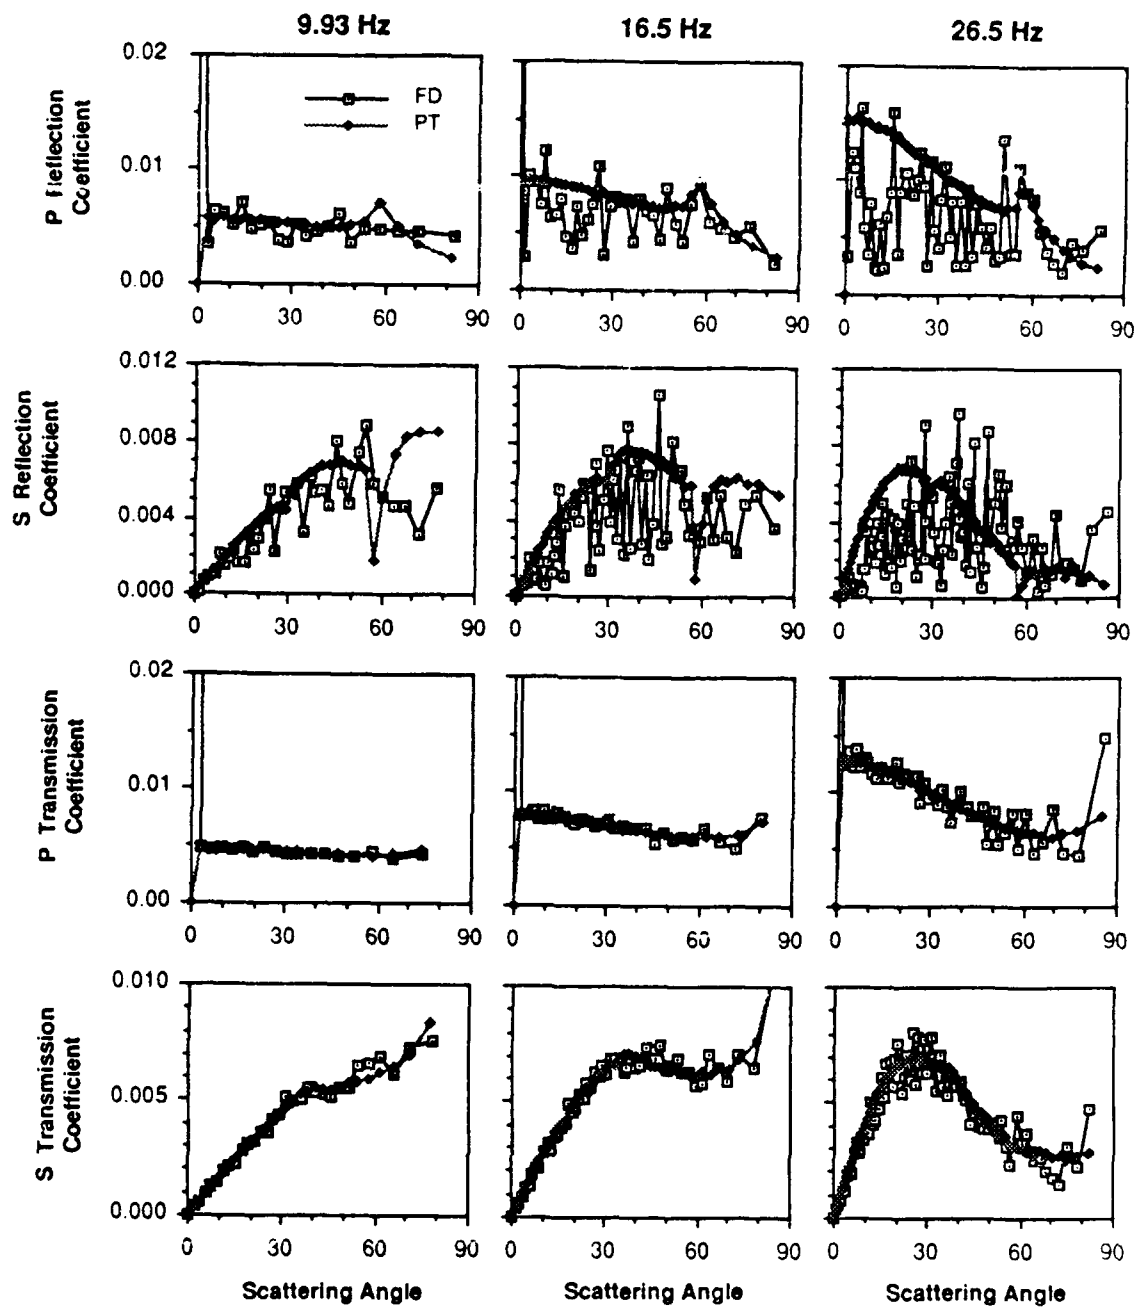 9.93 Hz 16.5 Hz 26.5 Hz
P Reflection
Coefficient
0.02
0.01
0.00
FD
PT
0 30 60 90
0 30 60 90
0 30 60 90
S Reflection
Coefficient
0.012
0.008
0.004
0.000
0 30 60 90
0 30 60 90
0 30 60 90
P Transmission
Coefficient
0.02
0.01
0.00
0 30 60 90
0 30 60 90
0 30 60 90
S Transmission
Coefficient
0.010
0.005
0.000
0 30 60 90
0 30 60 90
0 30 60 90
Scattering Angle Scattering Angle Scattering Angle